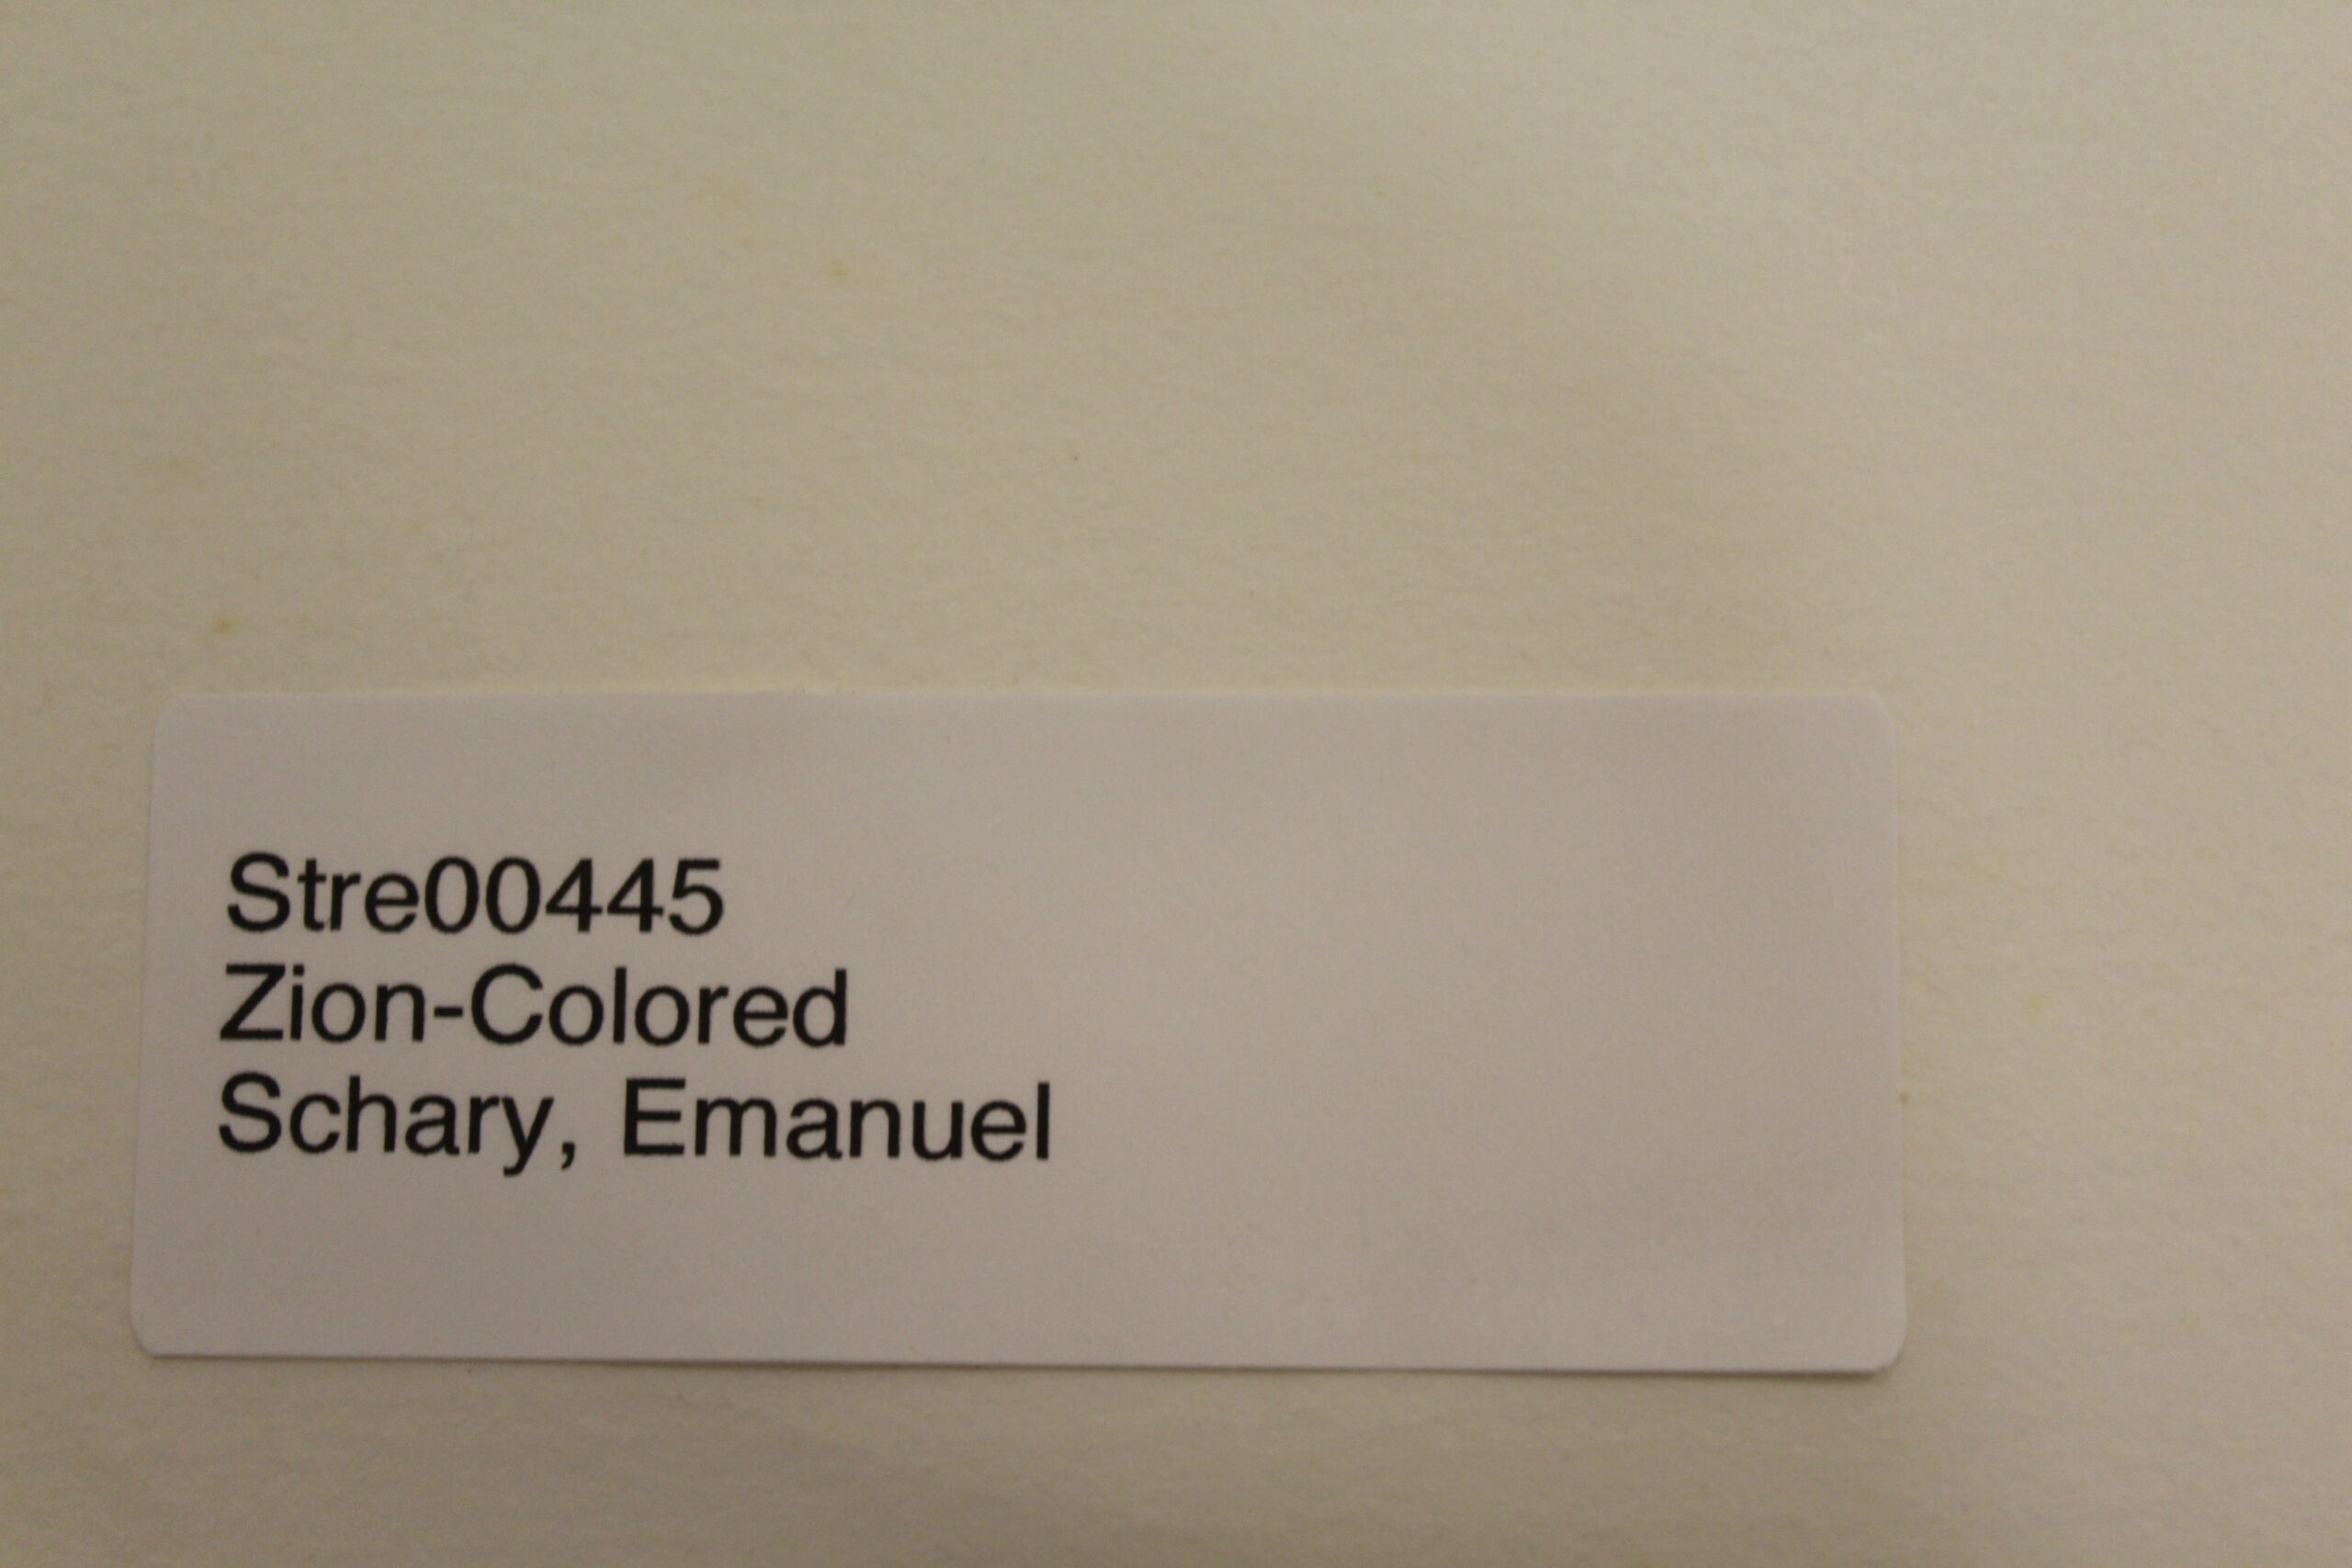 Stre00445
Zion-Colored
Schary, Emanuel